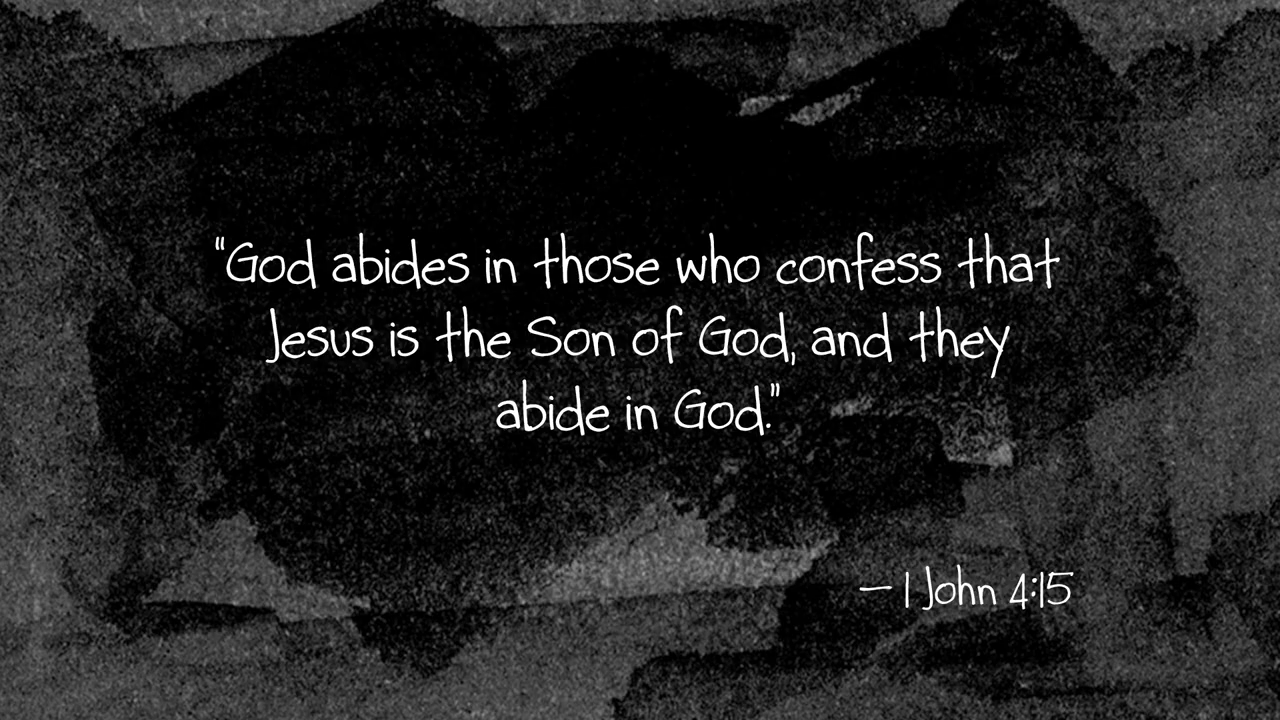 "God abides in those who confess that
Jesus is the Son of God, and they
abide in God."
– 1 John 4:15